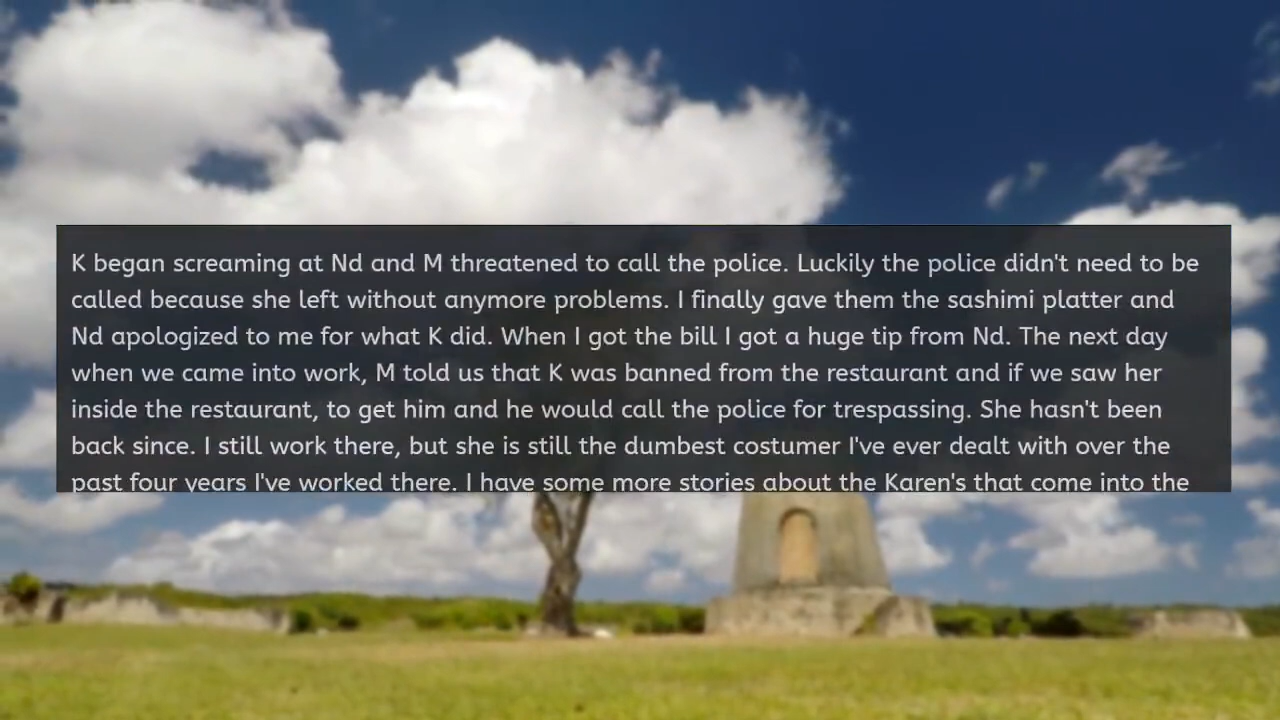 K began screaming at Nd and M threatened to call the police. Luckily the police didn't need to be
called because she left without anymore problems. I finally gave them the sashimi platter and
Nd apologized to me for what K did. When I got the bill I got a huge tip from Nd. The next day
when we came into work, M told us that K was banned from the restaurant and if we saw her
inside the restaurant, to get him and he would call the police for trespassing. She hasn't been
back since. I still work there, but she is still the dumbest costumer I've ever dealt with over the
past four years I've worked there. I have some more stories about the Karen's that come into the